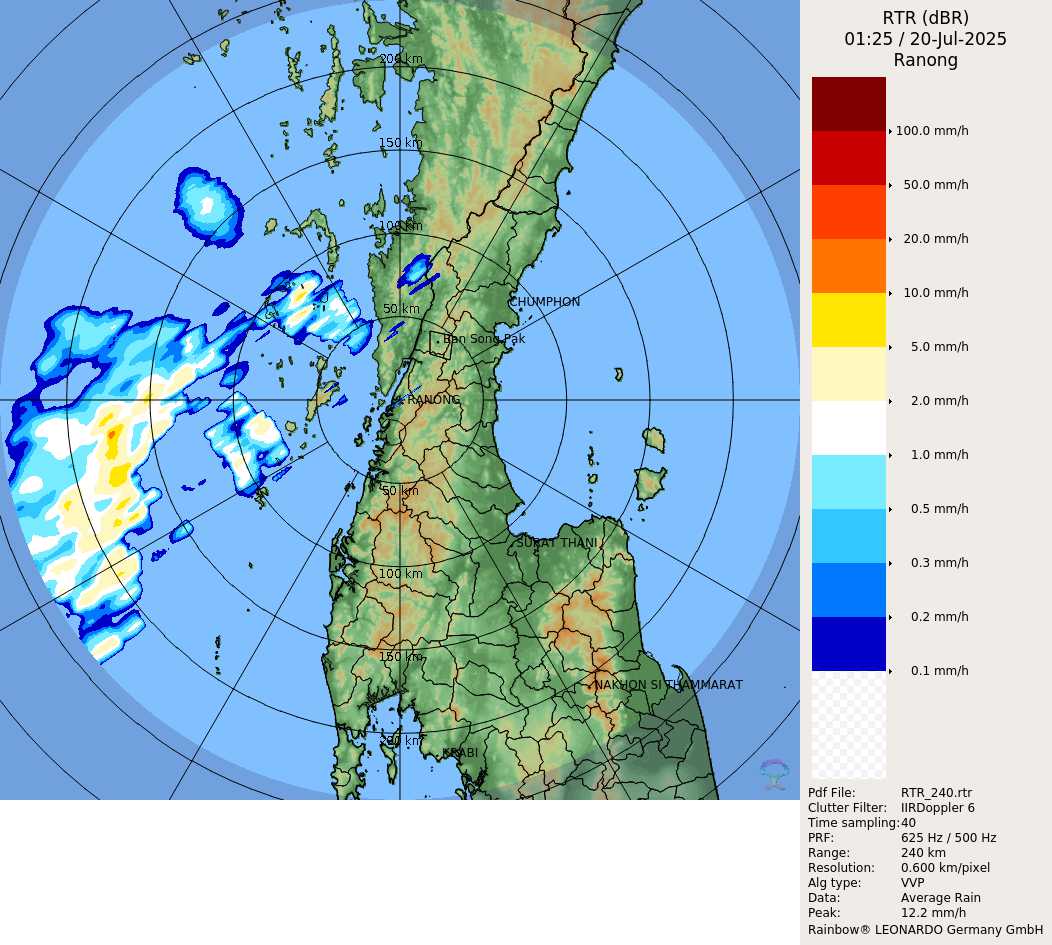 RTR (dBR)
01:25 / 20-Jul-2025
Ranong
200 km
150 km
100 km
50 km
CHUMPHON
Ban Song Pak
RANONG
50 km
SURAT THANI
100 km
150 km
NAKHON SI THAMMARAT
200 km
KRABI
100.0 mm/h
50.0 mm/h
20.0 mm/h
10.0 mm/h
5.0 mm/h
2.0 mm/h
1.0 mm/h
0.5 mm/h
0.3 mm/h
0.2 mm/h
0.1 mm/h
Pdf File: RTR_240.rtr
Clutter Filter: IIRDoppler 6
Time sampling: 40
PRF: 625 Hz / 500 Hz
Range: 240 km
Resolution: 0.600 km/pixel
Alg type: VVP
Data: Average Rain
Peak: 12.2 mm/h
Rainbow® LEONARDO Germany GmbH